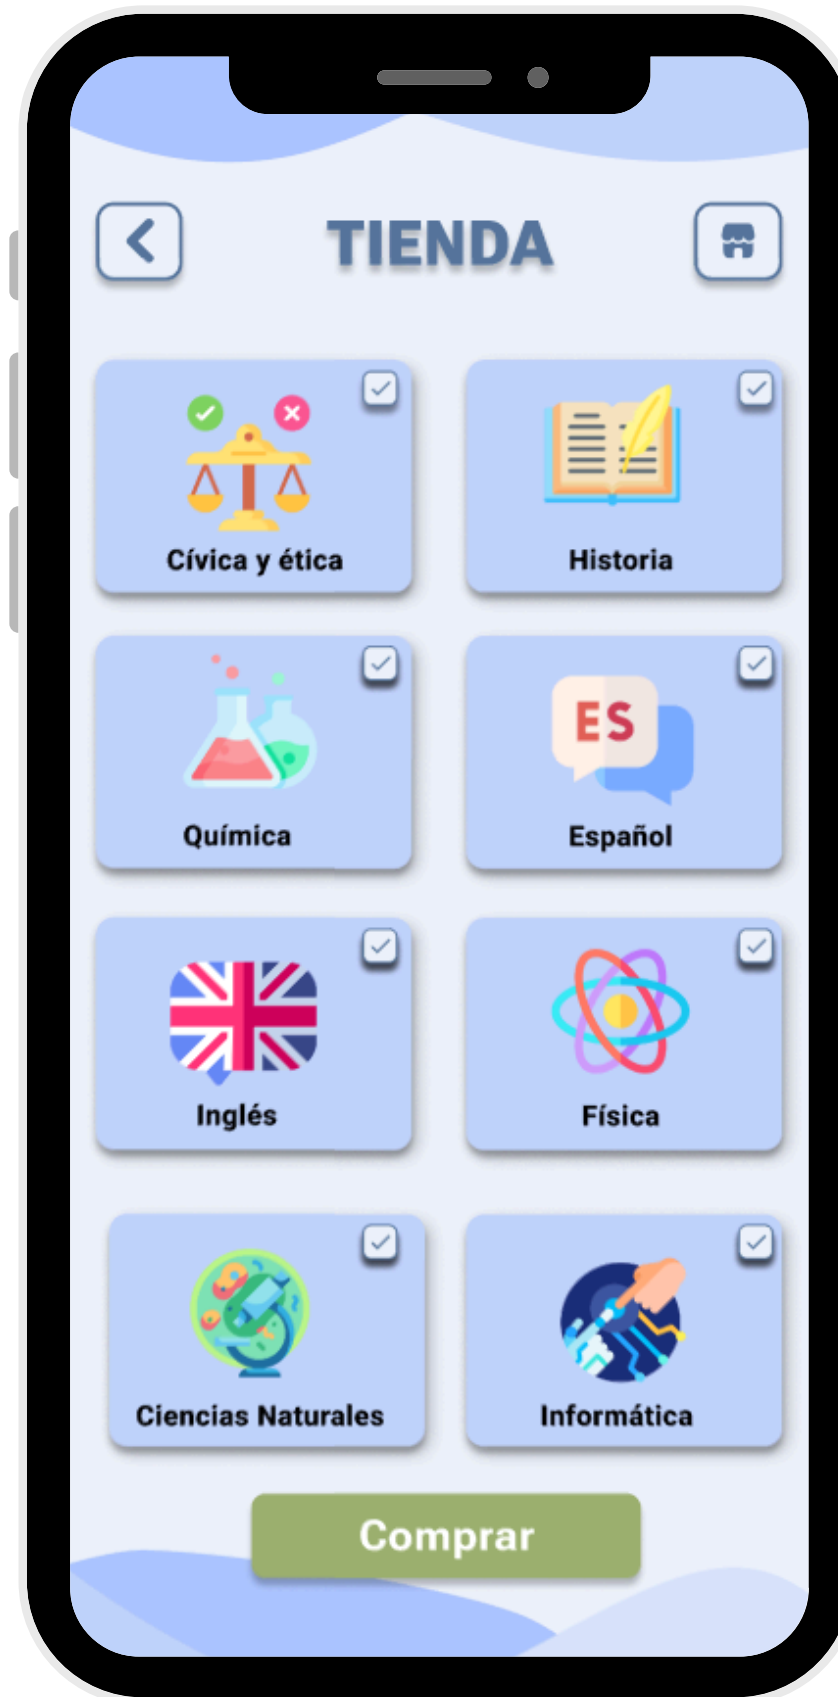 TIENDA
Cívica y ética
Historia
Química
ES
Español
Inglés
Física
Ciencias Naturales
Informática
Comprar